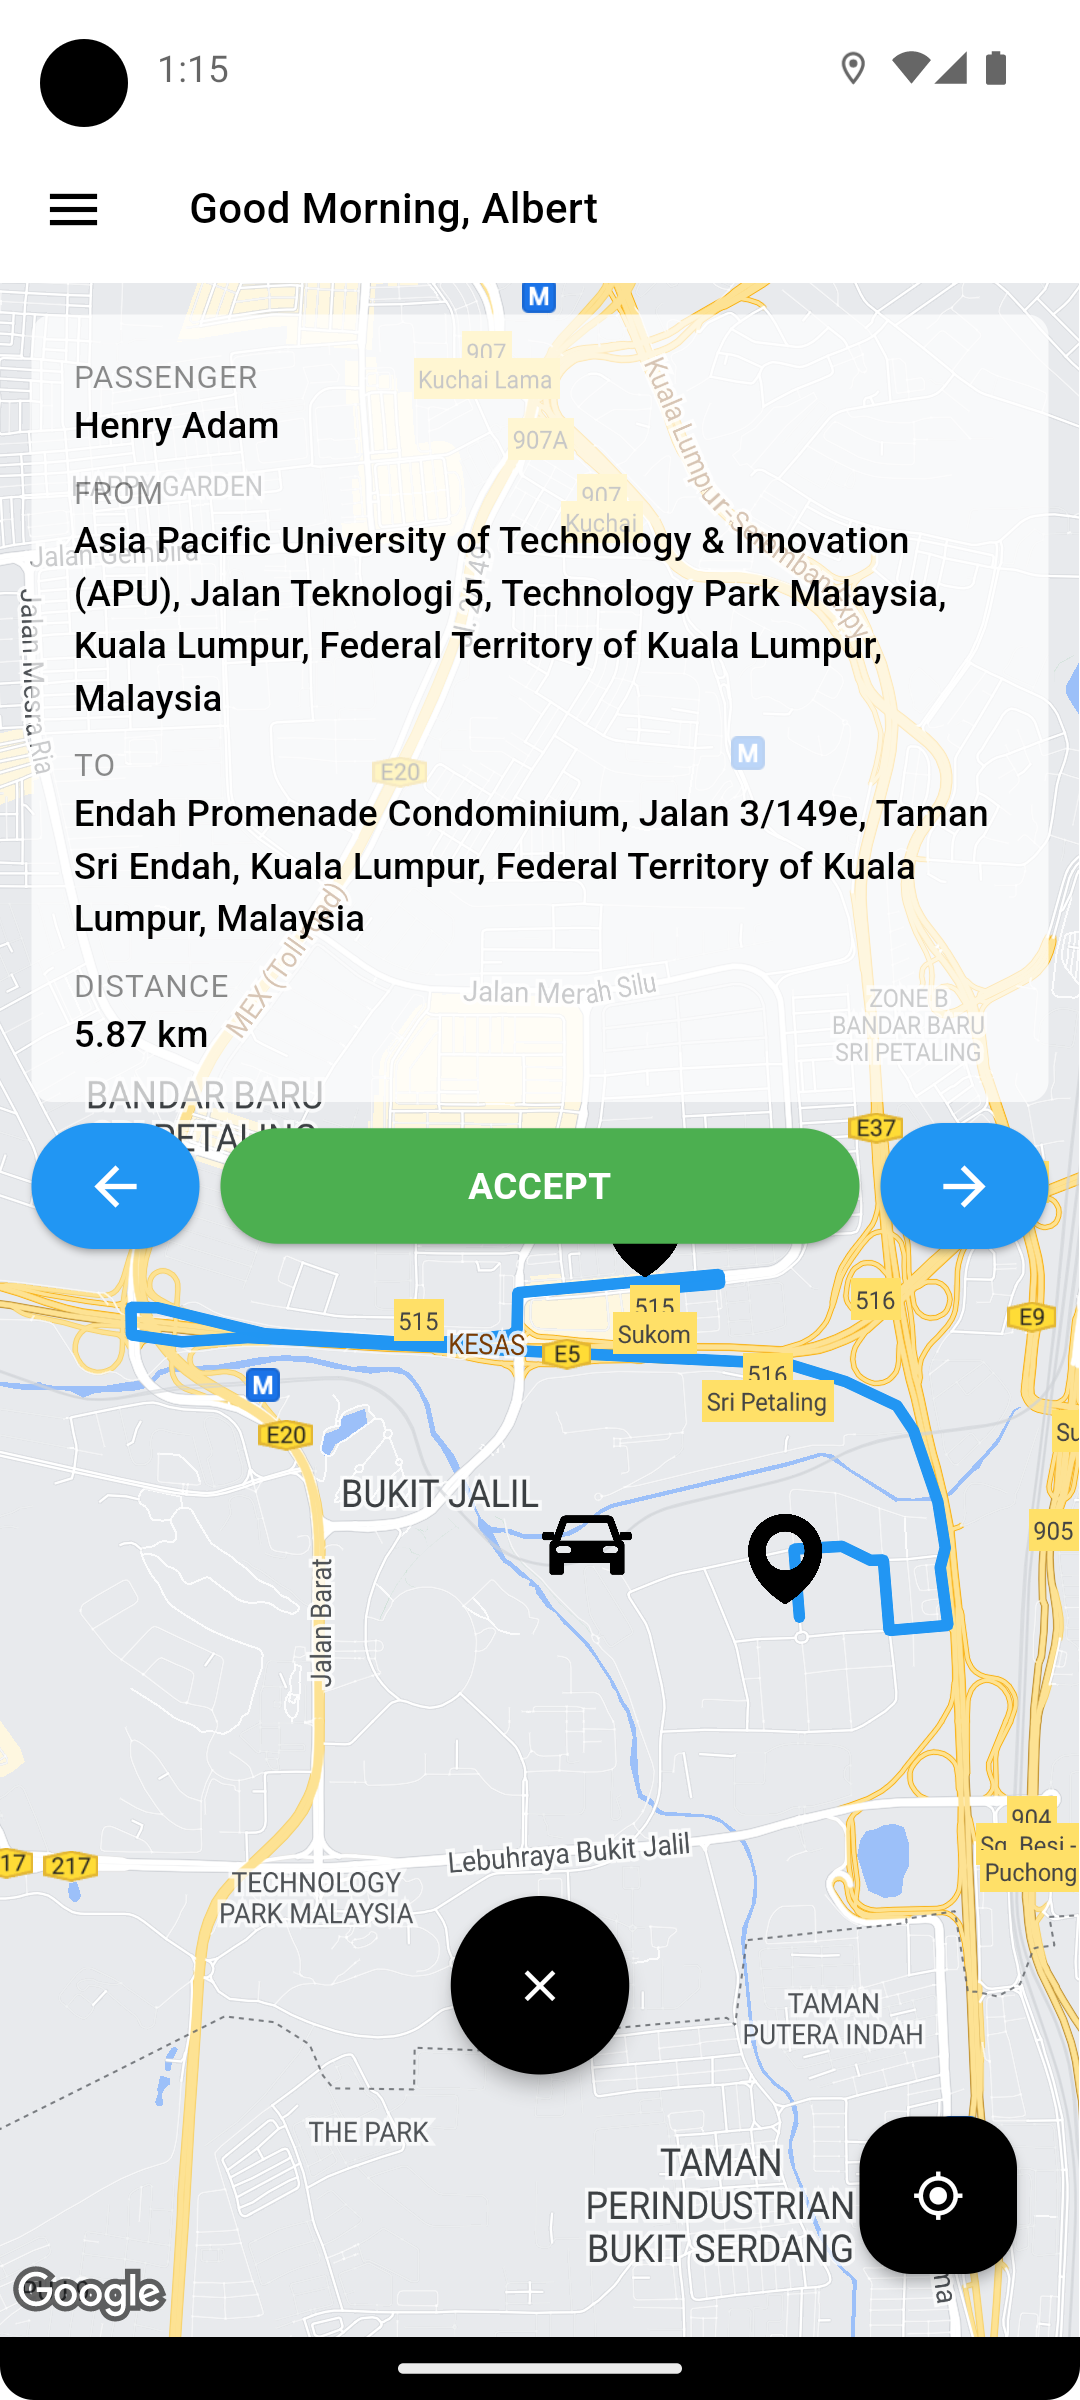 1:15
Good Morning, Albert
M
907
Kuchai Lama
907A
907
Kuchai
Kuala Lumpur-Seremban Expy
PASSENGER
Henry Adam
HAPPY GARDEN
FROM
Jalan Gembira
Jalan Mesra Ria
Asia Pacific University of Technology & Innovation
(APU), Jalan Teknologi 5, Technology Park Malaysia,
Kuala Lumpur, Federal Territory of Kuala Lumpur,
Malaysia
TO
E20
M
Endah Promenade Condominium, Jalan 3/149e, Taman
Sri Endah, Kuala Lumpur, Federal Territory of Kuala
Lumpur, Malaysia
MEX (Toll road)
DISTANCE
5.87 km
Jalan Merah Silu
ZONE B
BANDAR BARU
SRI PETALING
BANDAR BARU
PETALING
E37
ACCEPT
515
KESAS
E5
515
Sukom
516
516
Sri Petaling
E9
M
E20
Su
BUKIT JALIL
905
Jalan Barat
904
Sg. Besi -
Puchong
17
217
Lebuhraya Bukit Jalil
TECHNOLOGY
PARK MALAYSIA
TAMAN
PUTERA INDAH
THE PARK
TAMAN
PERINDUSTRIAN
BUKIT SERDANG
na
Google